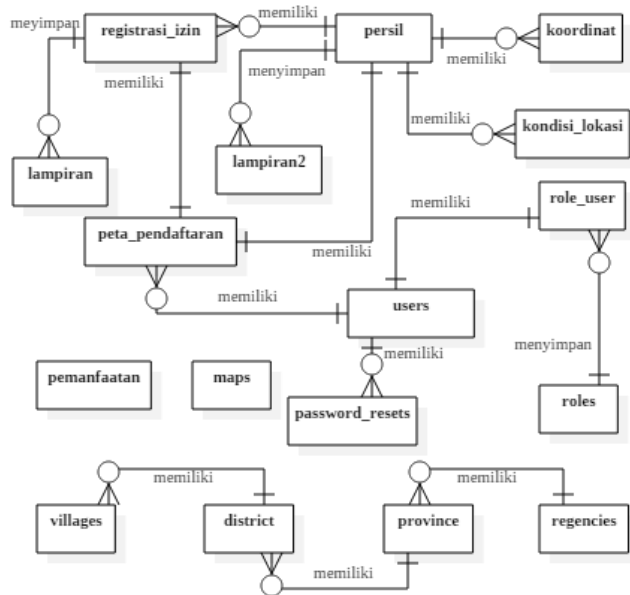 memiliki
meyimpan
registrasi_izin
persil
koordinat
memiliki
menyimpan
memiliki
memiliki
kondisi_lokasi
lampiran
lampiran2
role_user
memiliki
peta_pendaftaran
memiliki
memiliki
users
menyimpan
memiliki
pemanfaatan
maps
roles
password_resets
memiliki
memiliki
memiliki
villages
district
province
regencies
memiliki